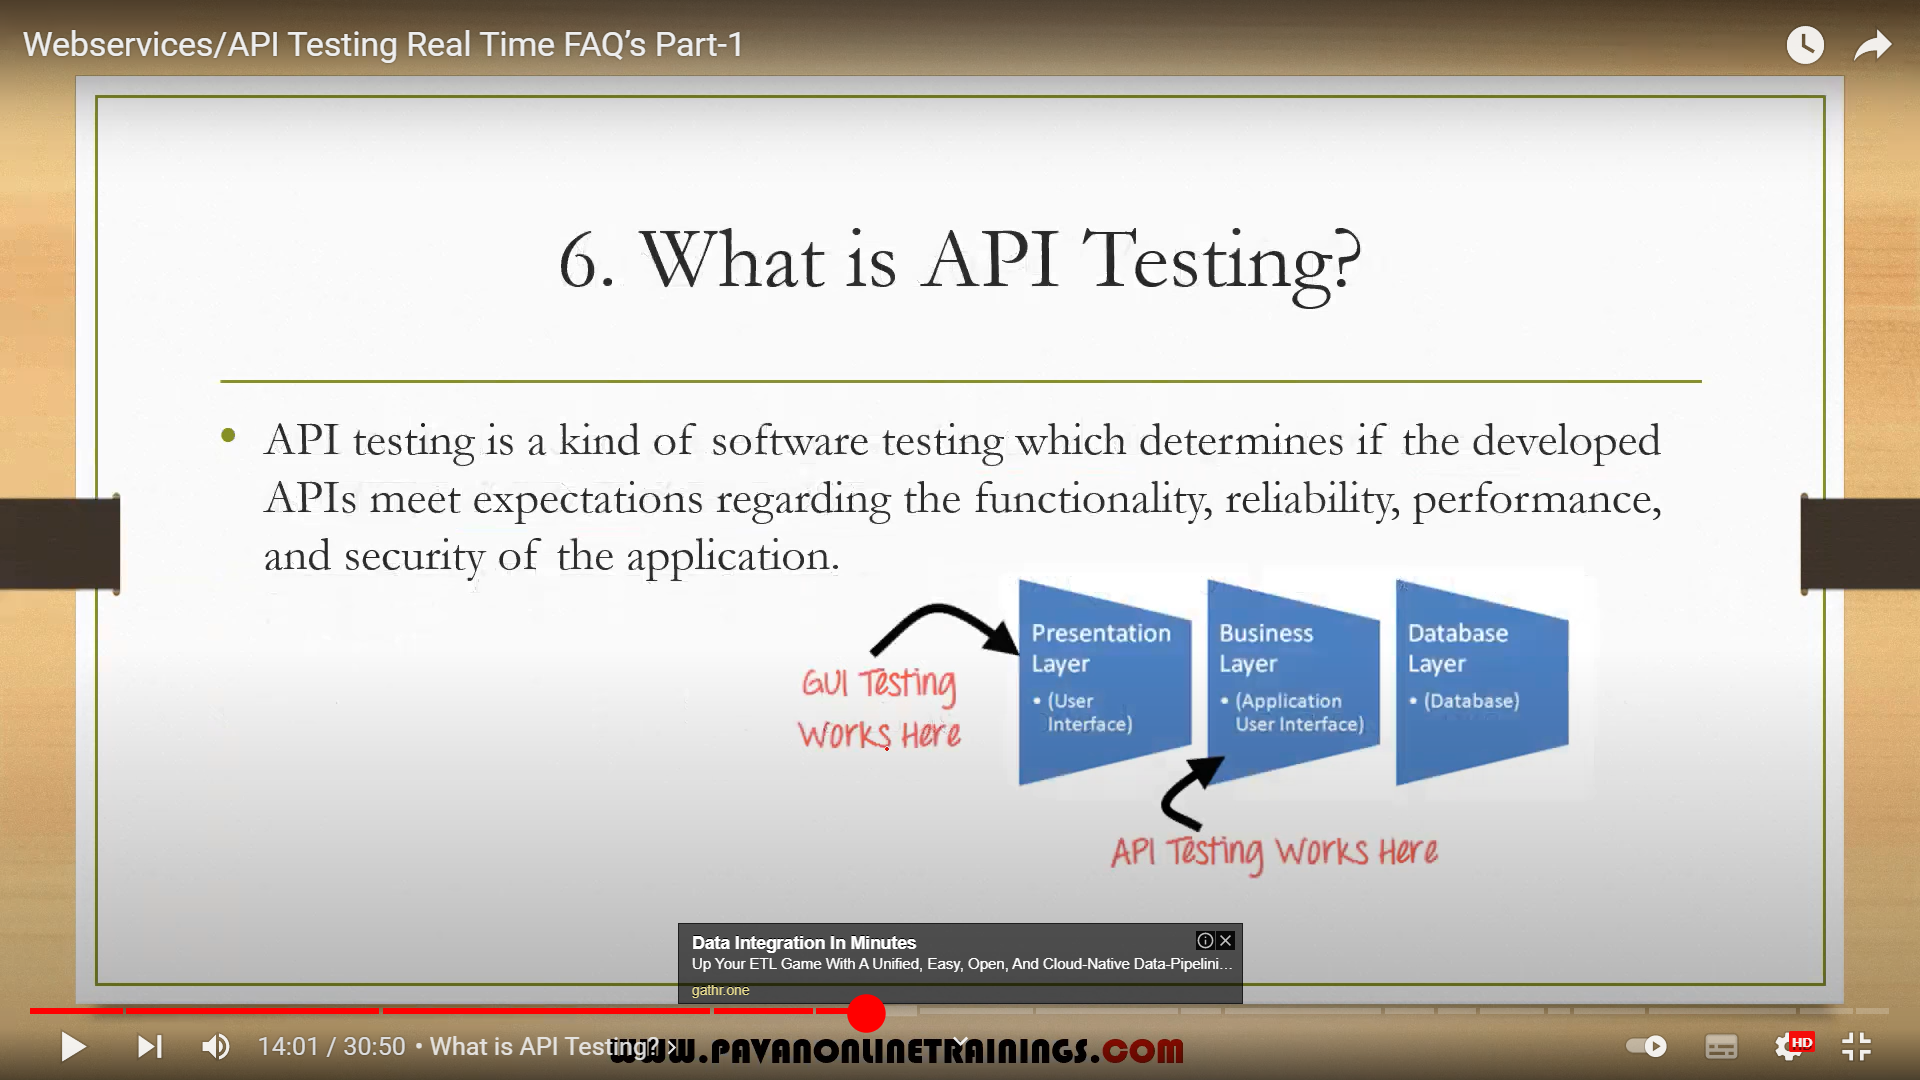 Webservices/API Testing Real Time FAQ’s Part-1
6. What is API Testing?
• API testing is a kind of software testing which determines if the developed
APIs meet expectations regarding the functionality, reliability, performance,
and security of the application.
GUI Testing
Works Here
Presentation
Layer
• (User
Interface)
Business
Layer
• (Application
User Interface)
Database
Layer
• (Database)
API Testing Works Here
Data Integration In Minutes
Up Your ETL Game With A Unified, Easy, Open, And Cloud-Native Data-Pipelini...
gathr.one
14:01 / 30:50 • What is API Testing? ›
www.PAVANONLINETRAININGS.COM
HD